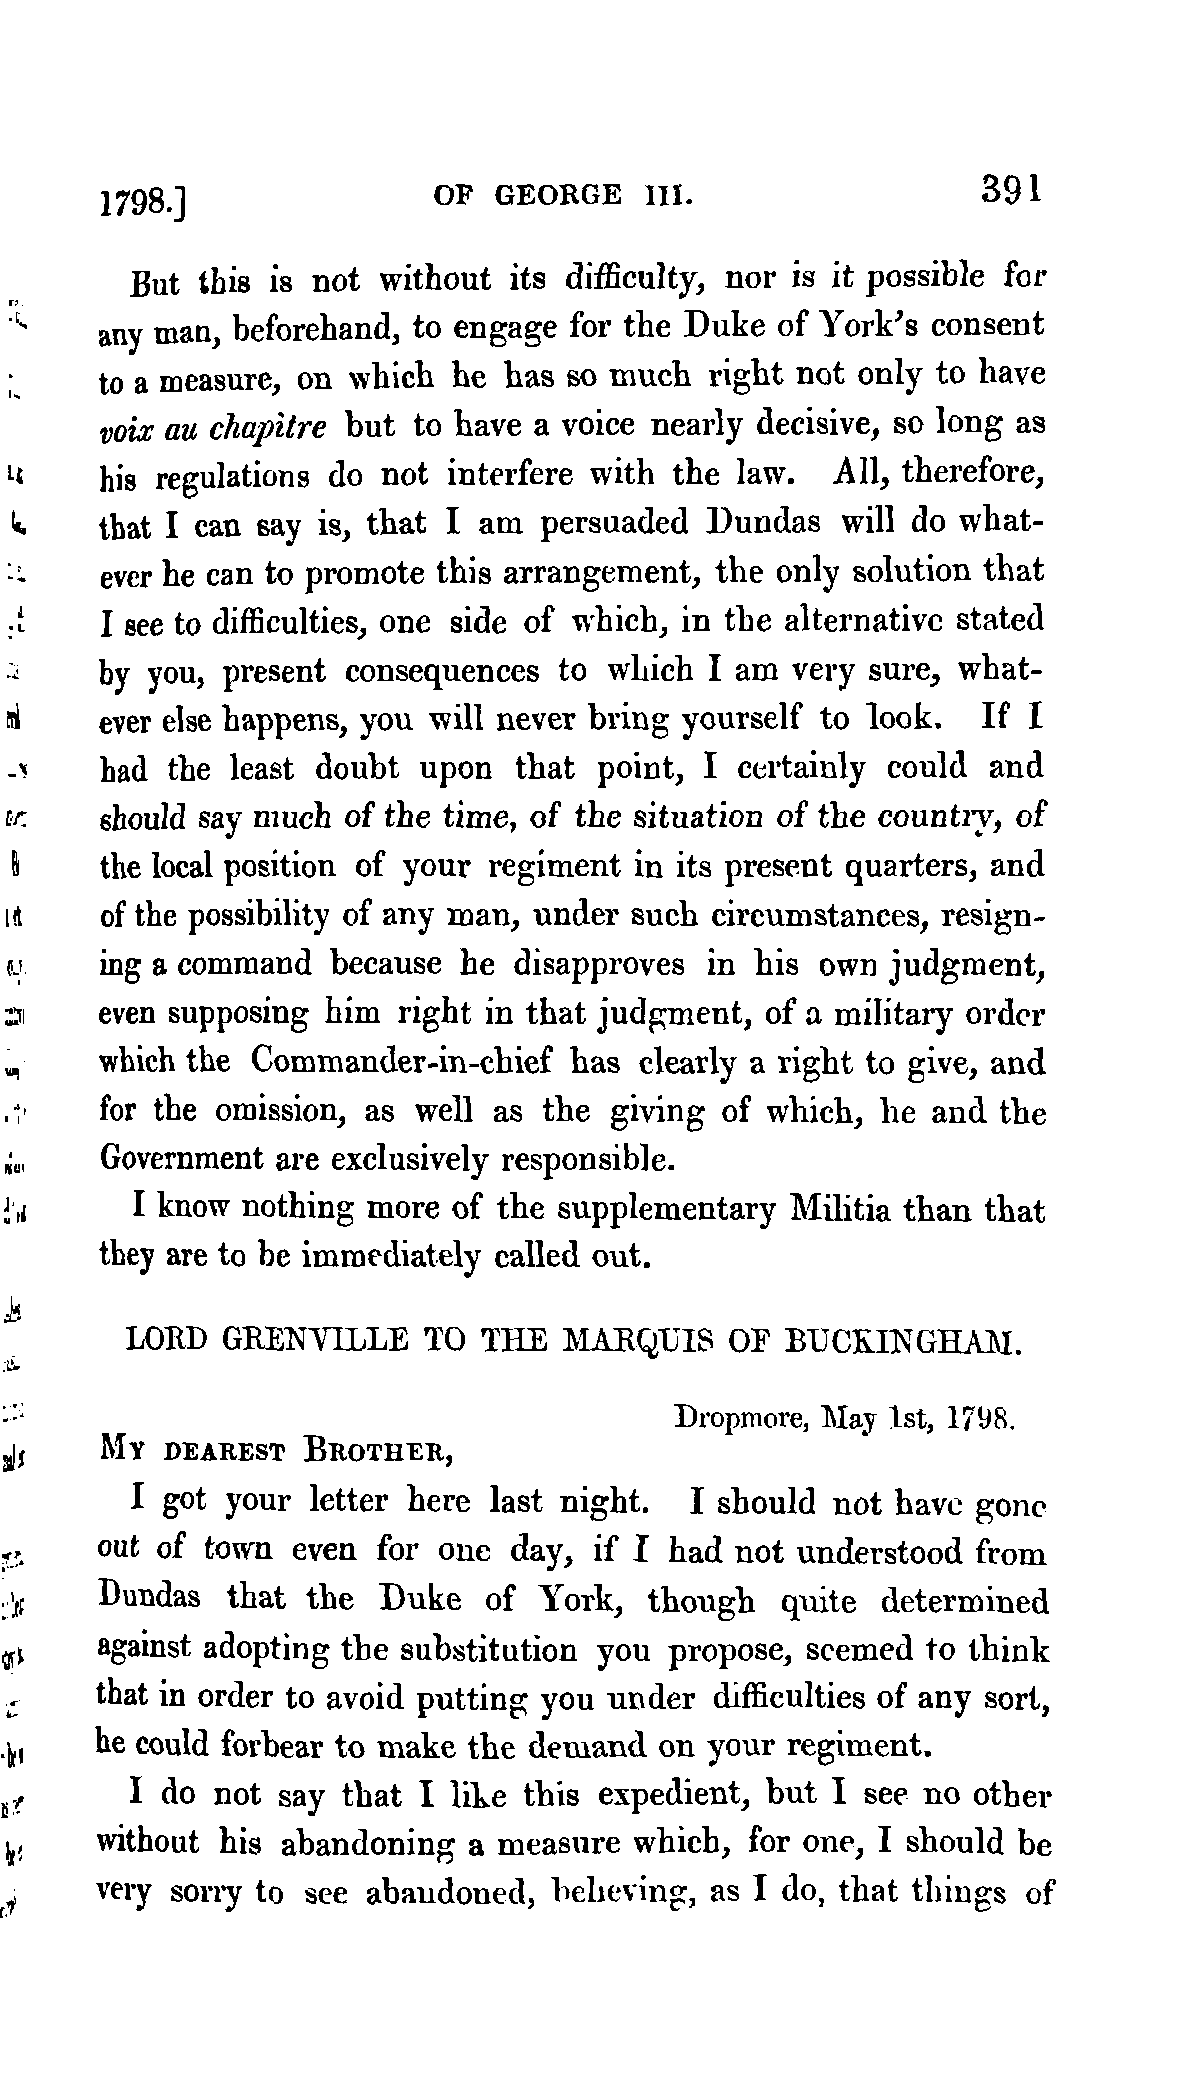 1798.] OF GEORGE III. 391
But this is not without its difficulty, nor is it possible for
any man, beforehand, to engage for the Duke of York's consent
to a measure, on which he has so much right not only to have
voix au chapitre but to have a voice nearly decisive, so long as
his regulations do not interfere with the law. All, therefore,
that I can say is, that I am persuaded Dundas will do what-
ever he can to promote this arrangement, the only solution that
I see to difficulties, one side of which, in the alternative stated
by you, present consequences to which I am very sure, what-
ever else happens, you will never bring yourself to look. If I
had the least doubt upon that point, I certainly could and
should say much of the time, of the situation of the country, of
the local position of your regiment in its present quarters, and
of the possibility of any man, under such circumstances, resign-
ing a command because he disapproves in his own judgment,
even supposing him right in that judgment, of a military order
which the Commander-in-chief has clearly a right to give, and
for the omission, as well as the giving of which, he and the
Government are exclusively responsible.
I know nothing more of the supplementary Militia than that
they are to be immediately called out.
LORD GRENVILLE TO THE MARQUIS OF BUCKINGHAM.
Dropmore, May 1st, 1798.
MY DEAREST BROTHER,
I got your letter here last night. I should not have gone
out of town even for one day, if I had not understood from
Dundas that the Duke of York, though quite determined
against adopting the substitution you propose, seemed to think
that in order to avoid putting you under difficulties of any sort,
he could forbear to make the demand on your regiment.
I do not say that I like this expedient, but I see no other
without his abandoning a measure which, for one, I should be
very sorry to see abandoned, believing, as I do, that things of